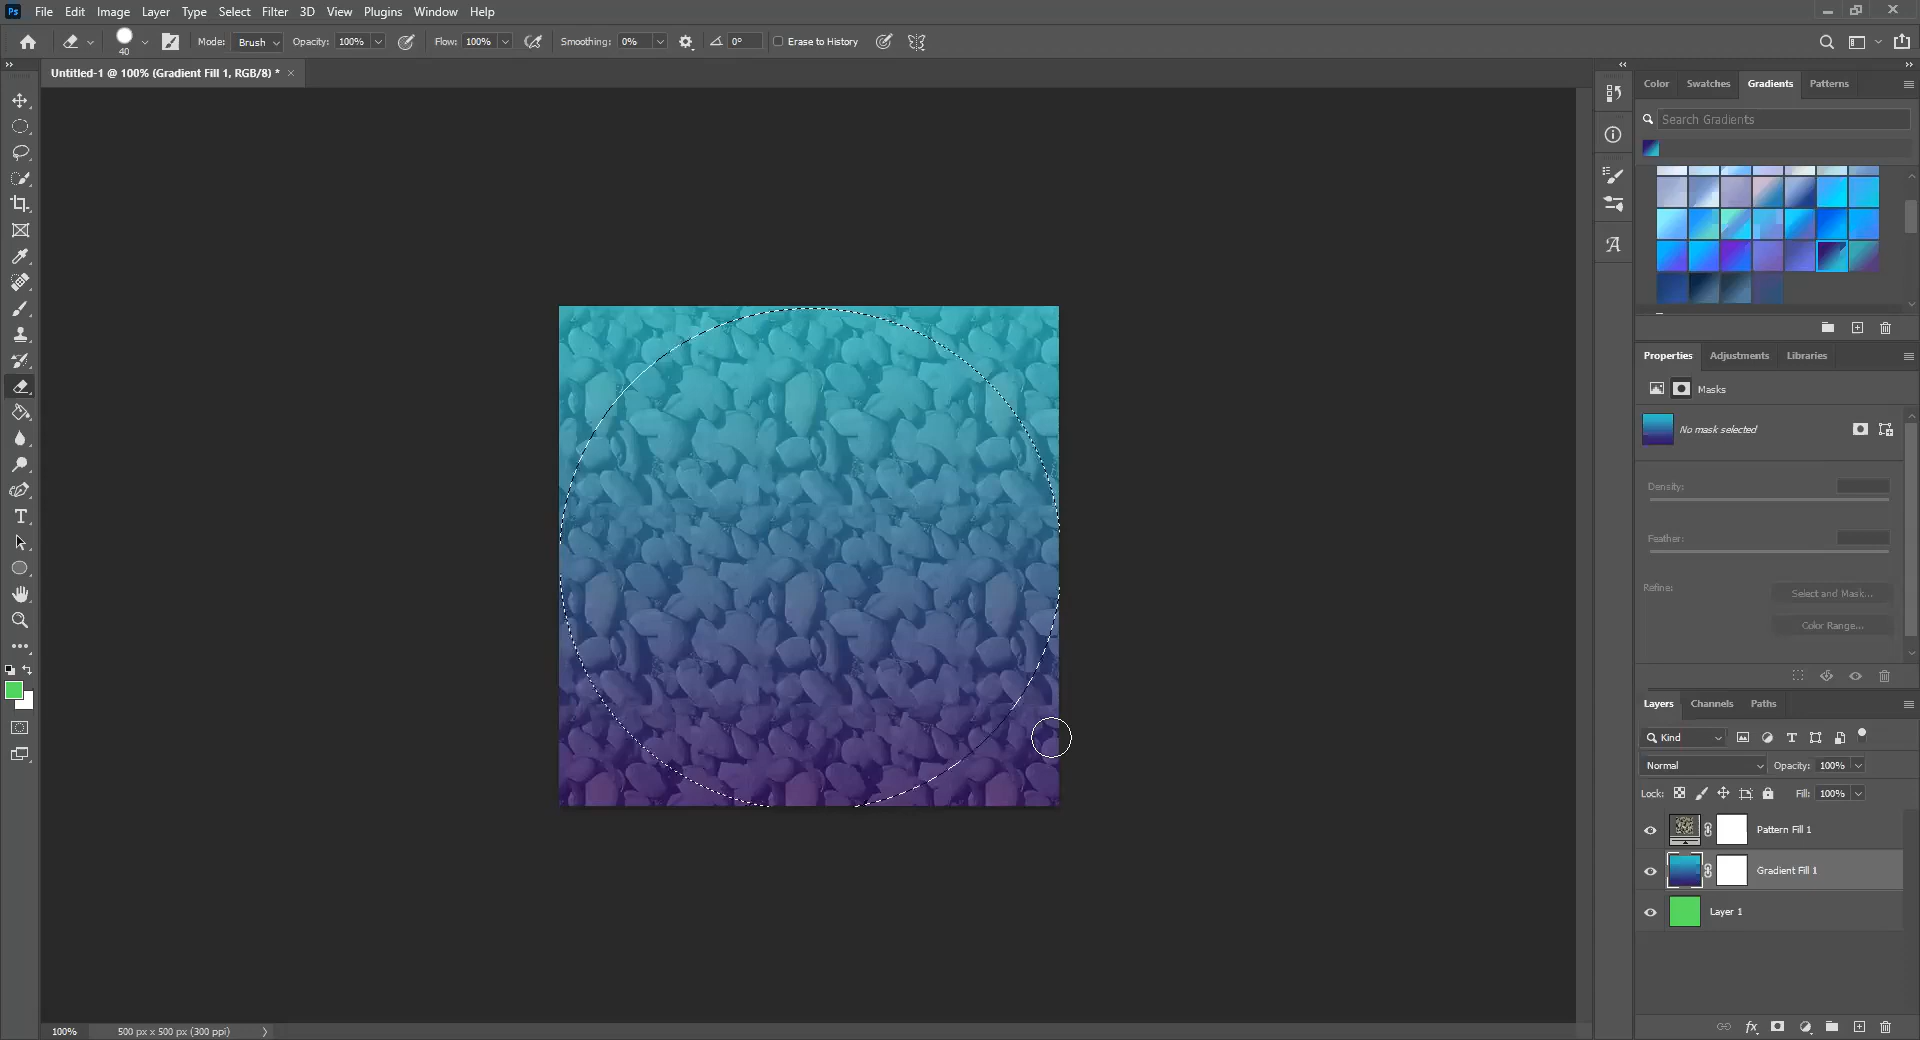 Ps File Edit Image Layer Type Select Filter 3D View Plugins Window Help
40 Mode: Brush Opacity: 100% Flow: 100% Smoothing: 0% 0° Erase to History
Untitled-1 @ 100% (Gradient Fill 1, RGB/8) *
Color Swatches Gradients Patterns
Search Gradients
Properties Adjustments Libraries
Masks
No mask selected
Density:
Feather:
Refine: Select and Mask...
Color Range...
Layers Channels Paths
Kind
Normal Opacity: 100%
Lock: Fill: 100%
Pattern Fill 1
Gradient Fill 1
Layer 1
100% 500 px x 500 px (300 ppi)